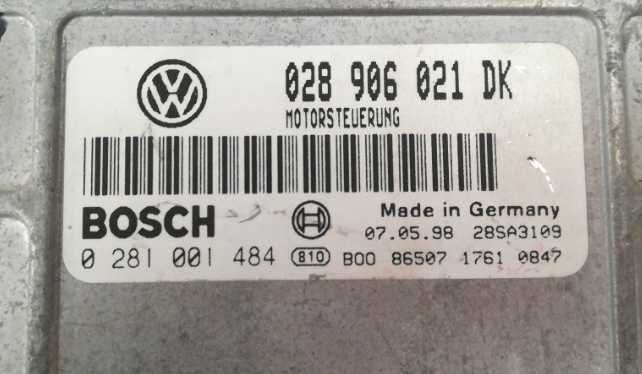 028 906 021 DK
MOTORSTEUERUNG
BOSCH
Made in Germany
07.05.98 28SA3109
0 281 001 484 810 B00 86507 1761 0847